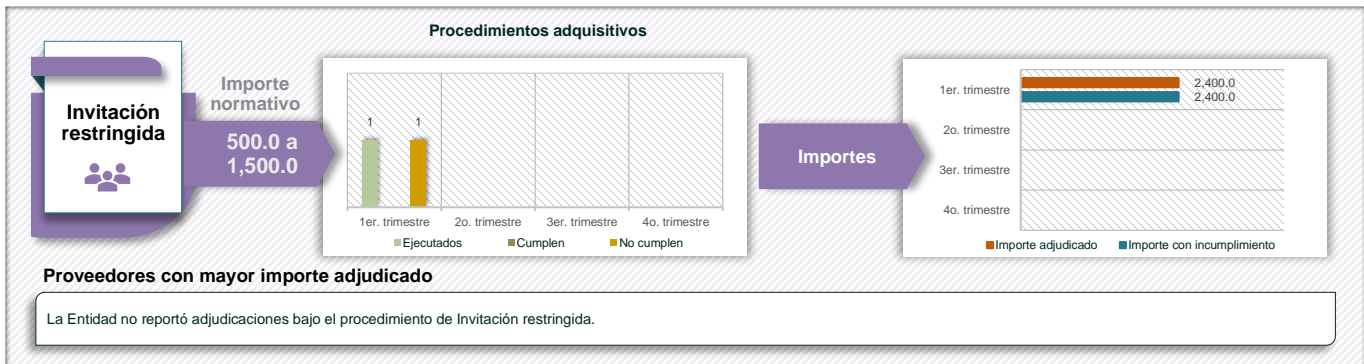 Procedimientos adquisitivos
Invitación
restringida
Importe
normativo
500.0 a
1,500.0
1
1
1er. trimestre
2o. trimestre
3er. trimestre
4o. trimestre
Ejecutados
Cumplen
No cumplen
Importes
1er. trimestre
2,400.0
2,400.0
2o. trimestre
3er. trimestre
4o. trimestre
Importe adjudicado
Importe con incumplimiento
Proveedores con mayor importe adjudicado
La Entidad no reportó adjudicaciones bajo el procedimiento de Invitación restringida.